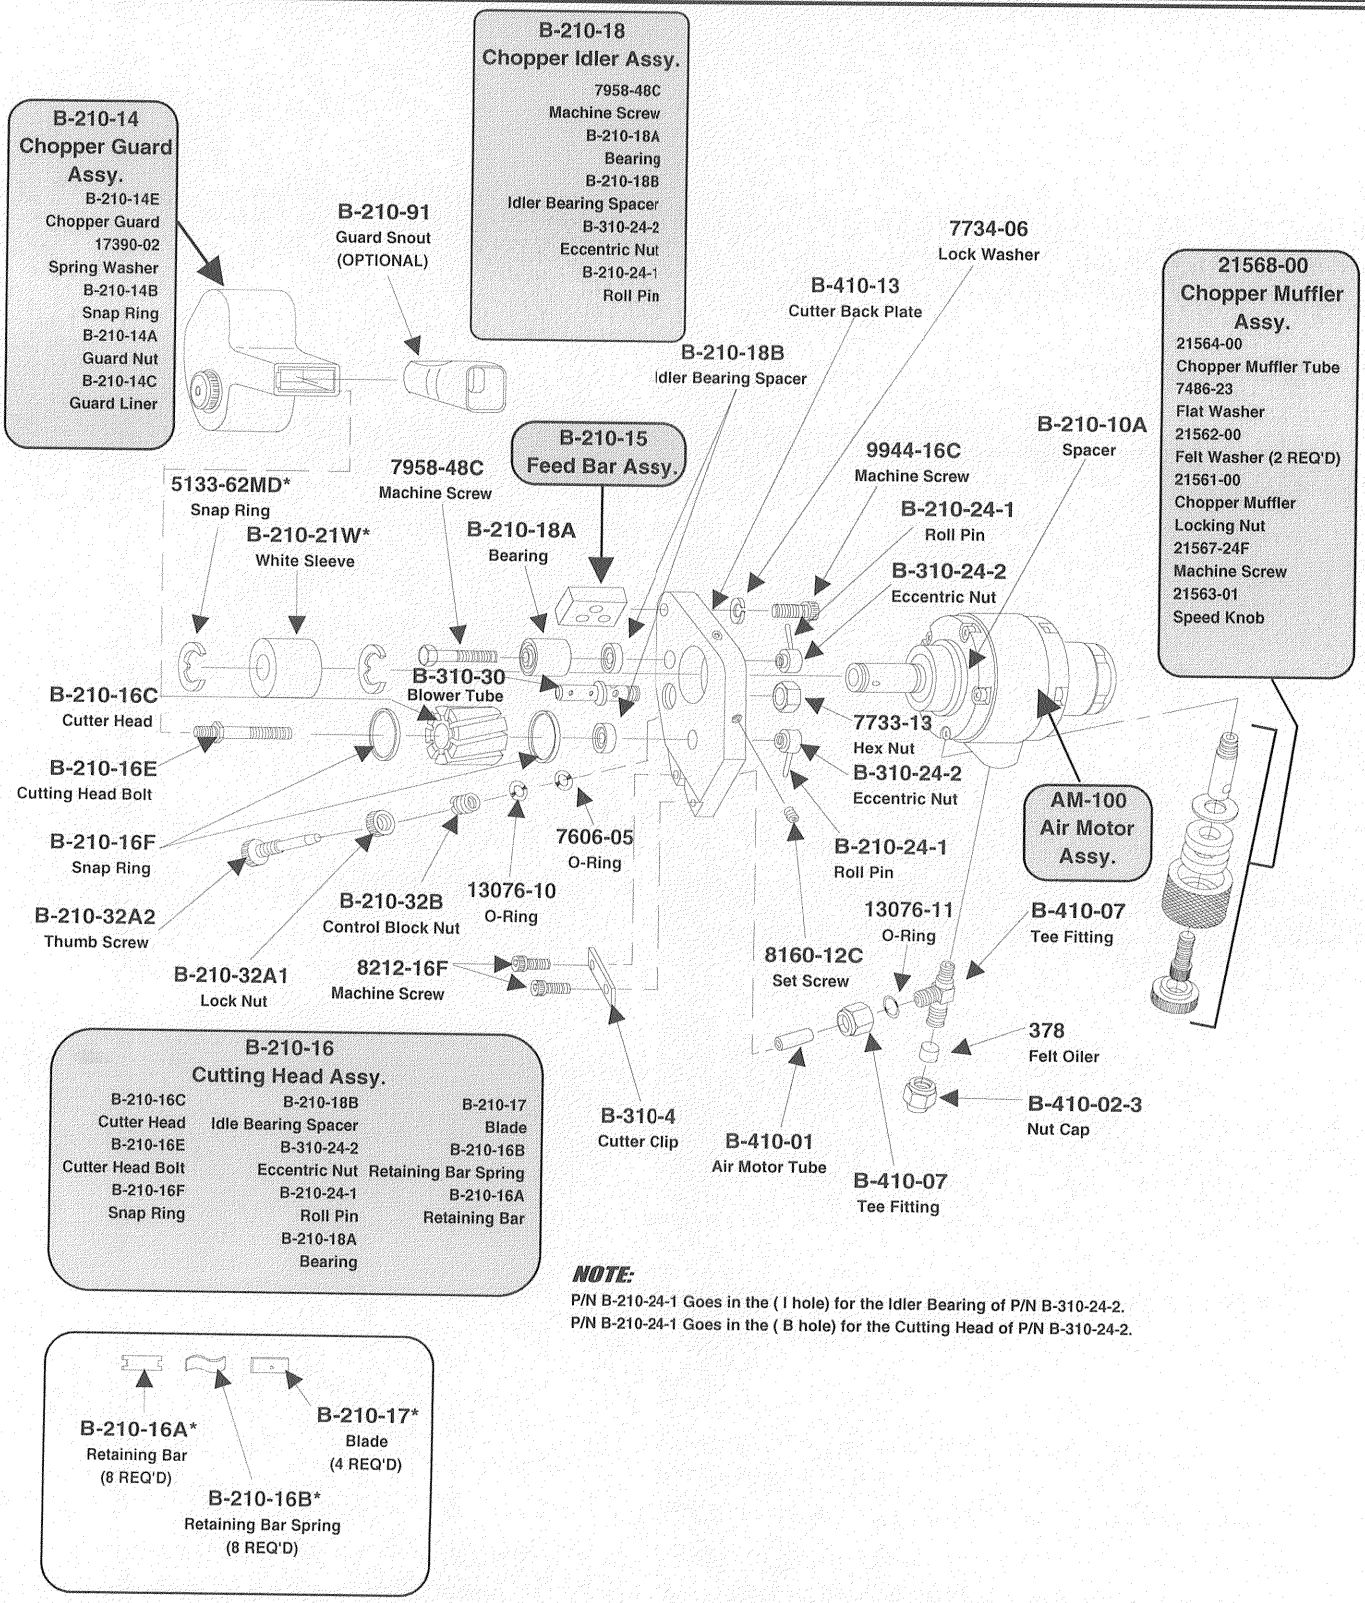 B-210-18
Chopper Idler Assy.
7958-48C
Machine Screw
B-210-18A
Bearing
B-210-18B
Idler Bearing Spacer
B-310-24-2
Eccentric Nut
B-210-24-1
Roll Pin
B-210-14
Chopper Guard
Assy.
B-210-14E
Chopper Guard
17390-02
Spring Washer
B-210-14B
Snap Ring
B-210-14A
Guard Nut
B-210-14C
Guard Liner
B-210-91
Guard Snout
(OPTIONAL)
7734-06
Lock Washer
B-410-13
Cutter Back Plate
21568-00
Chopper Muffler
Assy.
21564-00
Chopper Muffler Tube
7486-23
Flat Washer
21562-00
Felt Washer (2 REQ'D)
21561-00
Chopper Muffler
Locking Nut
21567-24F
Machine Screw
21563-01
Speed Knob
B-210-18B
Idler Bearing Spacer
B-210-10A
Spacer
B-210-15
Feed Bar Assy.
9944-16C
Machine Screw
7958-48C
Machine Screw
5133-62MD*
Snap Ring
B-210-24-1
Roll Pin
B-210-21W*
White Sleeve
B-210-18A
Bearing
B-310-24-2
Eccentric Nut
B-310-30
Blower Tube
B-210-16C
Cutter Head
7733-13
Hex Nut
B-210-16E
Cutting Head Bolt
B-310-24-2
Eccentric Nut
AM-100
Air Motor
Assy.
B-210-16F
Snap Ring
7606-05
O-Ring
B-210-24-1
Roll Pin
B-210-32B
Control Block Nut
13076-10
O-Ring
B-210-32A2
Thumb Screw
13076-11
O-Ring
B-410-07
Tee Fitting
8160-12C
Set Screw
B-210-32A1
Lock Nut
8212-16F
Machine Screw
378
Felt Oiler
B-210-16
Cutting Head Assy.
B-210-16C
Cutter Head
B-210-16E
Cutter Head Bolt
B-210-16F
Snap Ring
B-210-18B
Idle Bearing Spacer
B-310-24-2
Eccentric Nut
B-210-24-1
Roll Pin
B-210-18A
Bearing
B-210-17
Blade
B-210-16B
Retaining Bar Spring
B-210-16A
Retaining Bar
B-310-4
Cutter Clip
B-410-02-3
Nut Cap
B-410-01
Air Motor Tube
B-410-07
Tee Fitting
NOTE:
P/N B-210-24-1 Goes in the ( I hole) for the Idler Bearing of P/N B-310-24-2.
P/N B-210-24-1 Goes in the ( B hole) for the Cutting Head of P/N B-310-24-2.
B-210-16A*
Retaining Bar
(8 REQ'D)
B-210-17*
Blade
(4 REQ'D)
B-210-16B*
Retaining Bar Spring
(8 REQ'D)